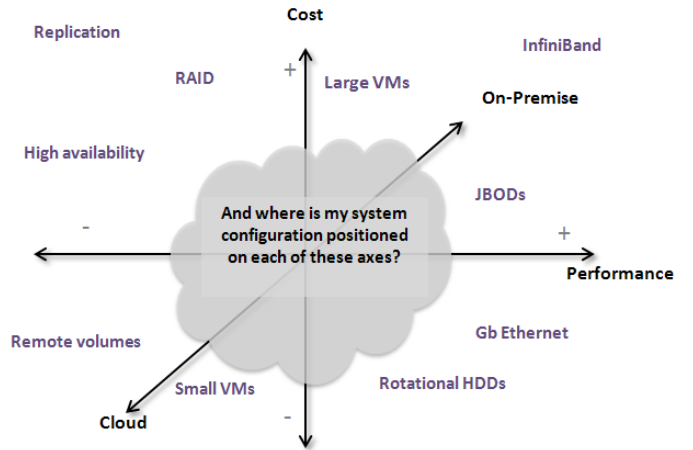 Cost
Replication
InfiniBand
+
RAID
Large VMs
On-Premise
High availability
JBODs
And where is my system
configuration positioned
on each of these axes?
-
+
Performance
Gb Ethernet
Remote volumes
Small VMs
Rotational HDDs
Cloud
-